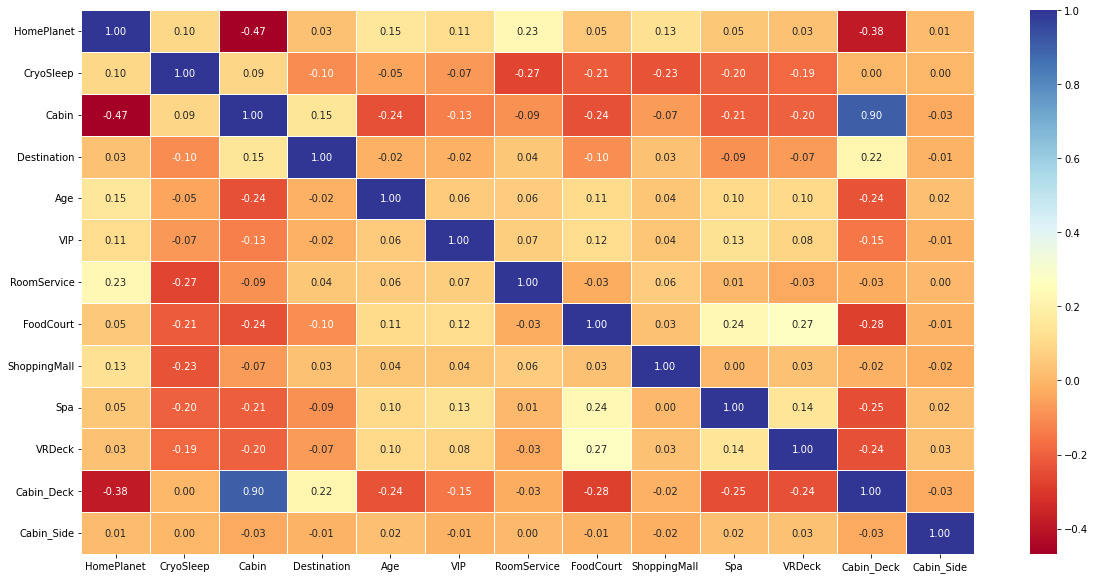 HomePlanet 1.00 0.10 -0.47 0.03 0.15 0.11 0.23 0.05 0.13 0.05 0.03 -0.38 0.01
CryoSleep 0.10 1.00 0.09 -0.10 -0.05 -0.07 -0.27 -0.21 -0.23 -0.20 -0.19 0.00 0.00
Cabin -0.47 0.09 1.00 0.15 -0.24 -0.13 -0.09 -0.24 -0.07 -0.21 -0.20 0.90 -0.03
Destination 0.03 -0.10 0.15 1.00 -0.02 -0.02 0.04 -0.10 0.03 -0.09 -0.07 0.22 -0.01
Age 0.15 -0.05 -0.24 -0.02 1.00 0.06 0.06 0.11 0.04 0.10 0.10 -0.24 0.02
VIP 0.11 -0.07 -0.13 -0.02 0.06 1.00 0.07 0.12 0.04 0.13 0.08 -0.15 -0.01
RoomService 0.23 -0.27 -0.09 0.04 0.06 0.07 1.00 -0.03 0.06 0.01 -0.03 -0.03 0.00
FoodCourt 0.05 -0.21 -0.24 -0.10 0.11 0.12 -0.03 1.00 0.03 0.24 0.27 -0.28 -0.01
ShoppingMall 0.13 -0.23 -0.07 0.03 0.04 0.04 0.06 0.03 1.00 0.00 0.03 -0.02 -0.02
Spa 0.05 -0.20 -0.21 -0.09 0.10 0.13 0.01 0.24 0.00 1.00 0.14 -0.25 0.02
VRDeck 0.03 -0.19 -0.20 -0.07 0.10 0.08 -0.03 0.27 0.03 0.14 1.00 -0.24 0.03
Cabin_Deck -0.38 0.00 0.90 0.22 -0.24 -0.15 -0.03 -0.28 -0.02 -0.25 -0.24 1.00 -0.03
Cabin_Side 0.01 0.00 -0.03 -0.01 0.02 -0.01 0.00 -0.01 -0.02 0.02 0.03 -0.03 1.00
HomePlanet CryoSleep Cabin Destination Age VIP RoomService FoodCourt ShoppingMall Spa VRDeck Cabin_Deck Cabin_Side
1.0
0.8
0.6
0.4
0.2
0.0
−0.2
−0.4